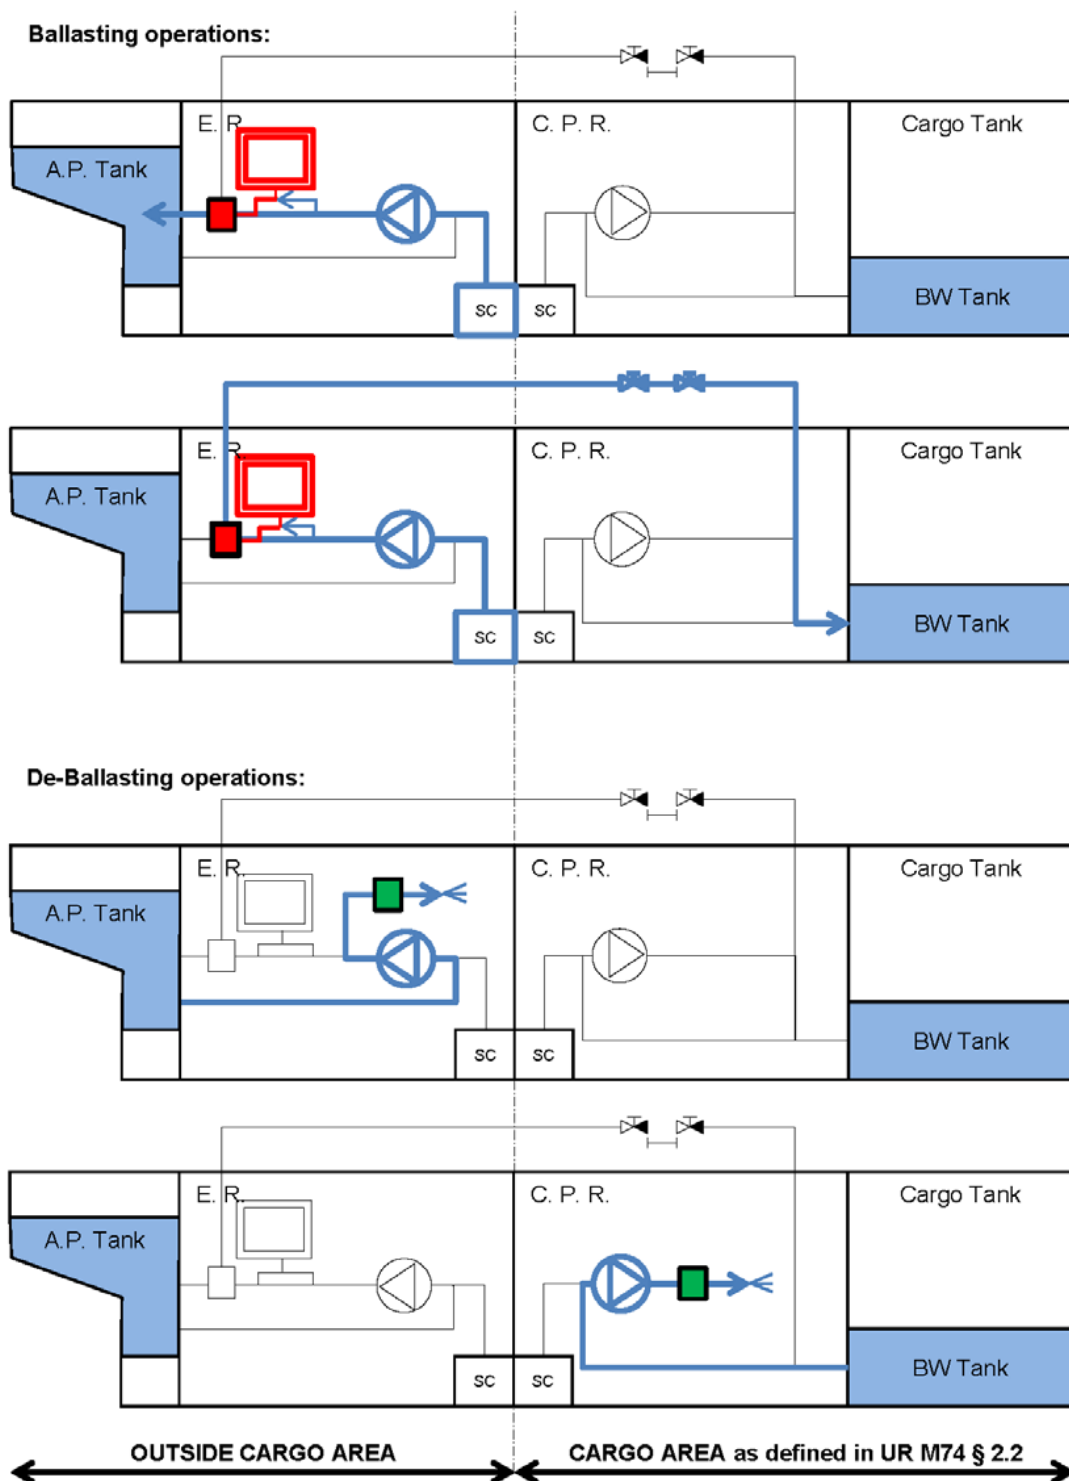 Ballasting operations:
E. R.
C. P. R.
Cargo Tank
A.P. Tank
BW Tank
SC
SC
E. R.
C. P. R.
Cargo Tank
A.P. Tank
BW Tank
SC
SC
De-Ballasting operations:
E. R.
C. P. R.
Cargo Tank
A.P. Tank
BW Tank
SC
SC
E. R.
C. P. R.
Cargo Tank
A.P. Tank
BW Tank
SC
SC
OUTSIDE CARGO AREA
CARGO AREA as defined in UR M74 § 2.2